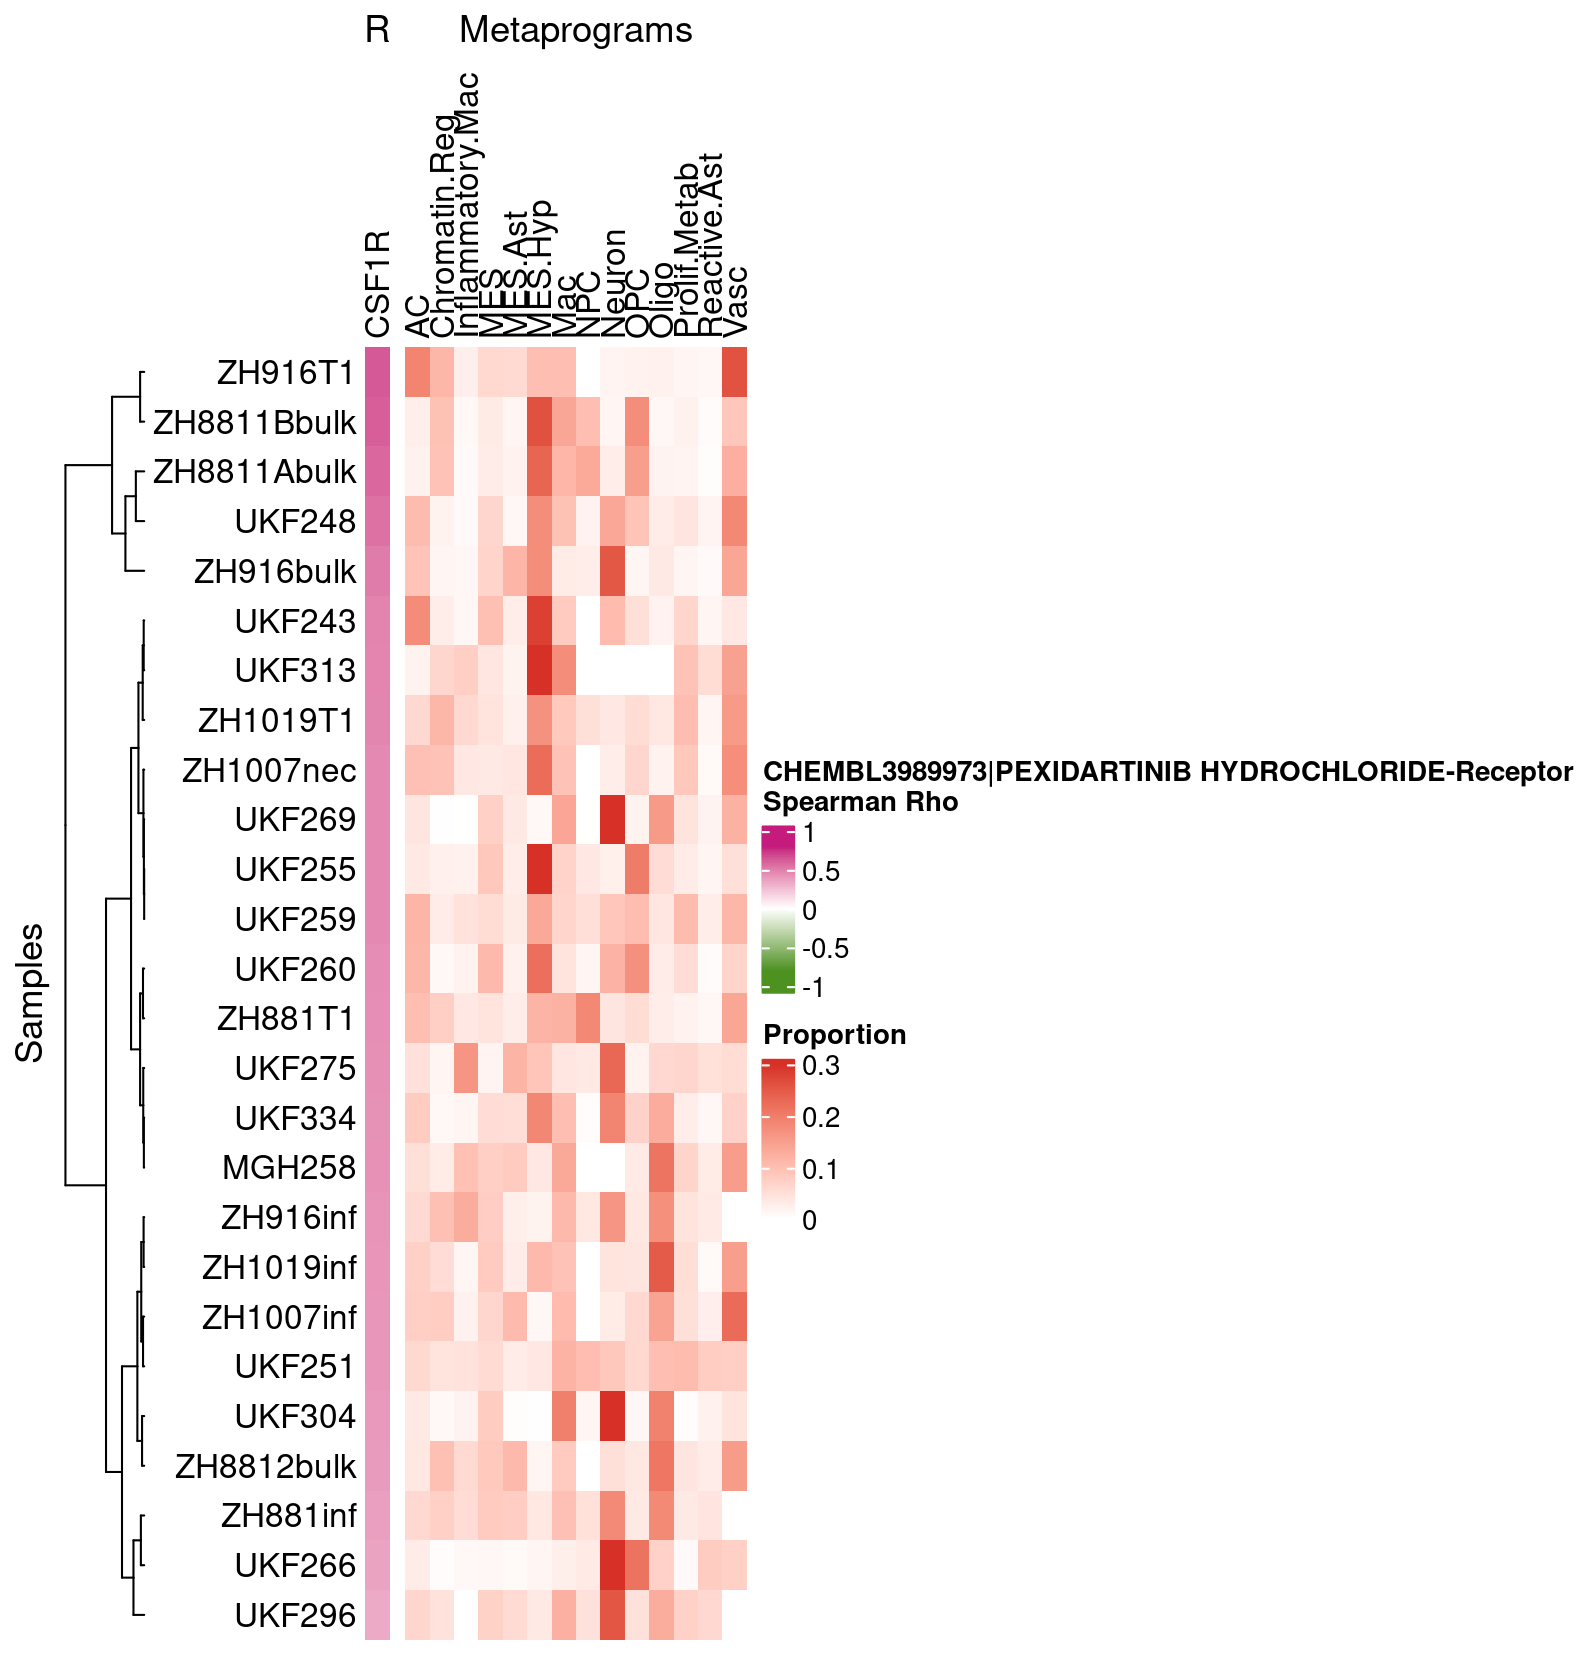 R Metaprograms
CSF1R
AC
Chromatin.Reg
Inflammatory.Mac
MES
MES.Ast
MES.Hyp
Mac
NPC
Neuron
OPC
Oligo
Prolif.Metab
Reactive.Ast
Vasc
Samples
ZH916T1
ZH8811Bbulk
ZH8811Abulk
UKF248
ZH916bulk
UKF243
UKF313
ZH1019T1
ZH1007nec
UKF269
UKF255
UKF259
UKF260
ZH881T1
UKF275
UKF334
MGH258
ZH916inf
ZH1019inf
ZH1007inf
UKF251
UKF304
ZH8812bulk
ZH881inf
UKF266
UKF296
CHEMBL3989973|PEXIDARTINIB HYDROCHLORIDE-Receptor
Spearman Rho
1
0.5
0
-0.5
-1
Proportion
0.3
0.2
0.1
0